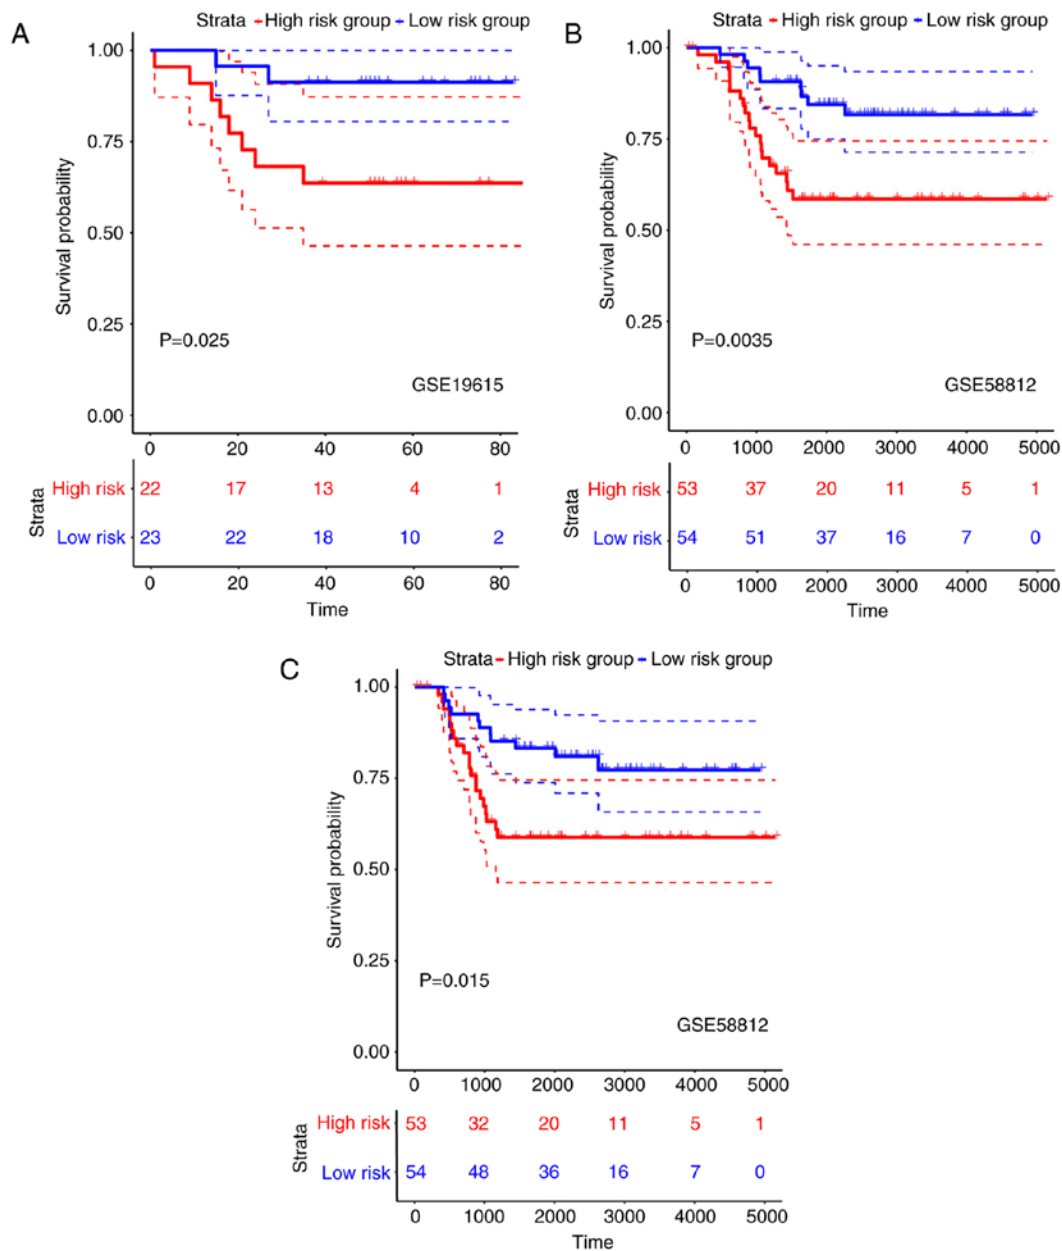 A
Strata High risk group Low risk group
1.00
0.75
0.50
0.25
0.00
Survival probability
P=0.025
GSE19615
0 20 40 60 80
Strata
High risk 22 17 13 4 1
Low risk 23 22 18 10 2
0 20 40 60 80
Time
B
Strata High risk group Low risk group
1.00
0.75
0.50
0.25
0.00
Survival probability
P=0.0035
GSE58812
0 1000 2000 3000 4000 5000
Strata
High risk 53 37 20 11 5 1
Low risk 54 51 37 16 7 0
0 1000 2000 3000 4000 5000
Time
C
Strata High risk group Low risk group
1.00
0.75
0.50
0.25
0.00
Survival probability
P=0.015
GSE58812
0 1000 2000 3000 4000 5000
Strata
High risk 53 32 20 11 5 1
Low risk 54 48 36 16 7 0
0 1000 2000 3000 4000 5000
Time